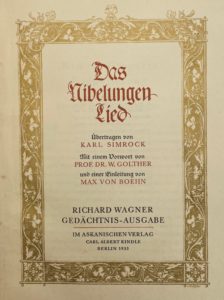 Das
Nibelungen
Lied
Übertragen von
KARL SIMROCK
Mit einem Vorwort von
PROF. DR. W. GOLTHER
und einer Einleitung von
MAX VON BOEHN
RICHARD WAGNER
GEDÄCHTNIS-AUSGABE
IM ASKANISCHEN VERLAG
CARL ALBERT KINDLE
BERLIN 1933